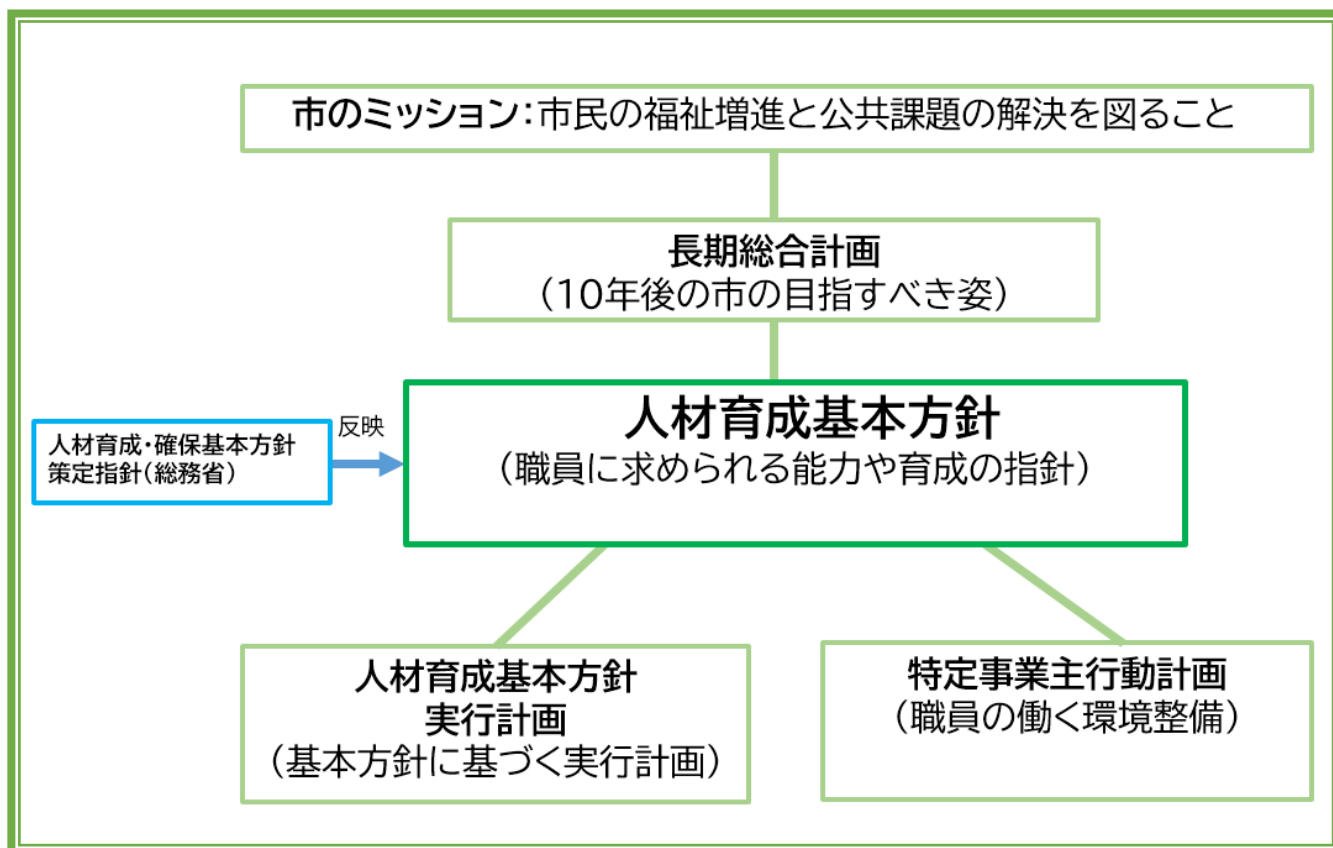 市のミッション：市民の福祉増進と公共課題の解決を図ること
長期総合計画
（10年後の市の目指すべき姿）
人材育成・確保基本方針
策定指針（総務省）
反映
人材育成基本方針
（職員に求められる能力や育成の指針）
人材育成基本方針
実行計画
（基本方針に基づく実行計画）
特定事業主行動計画
（職員の働く環境整備）